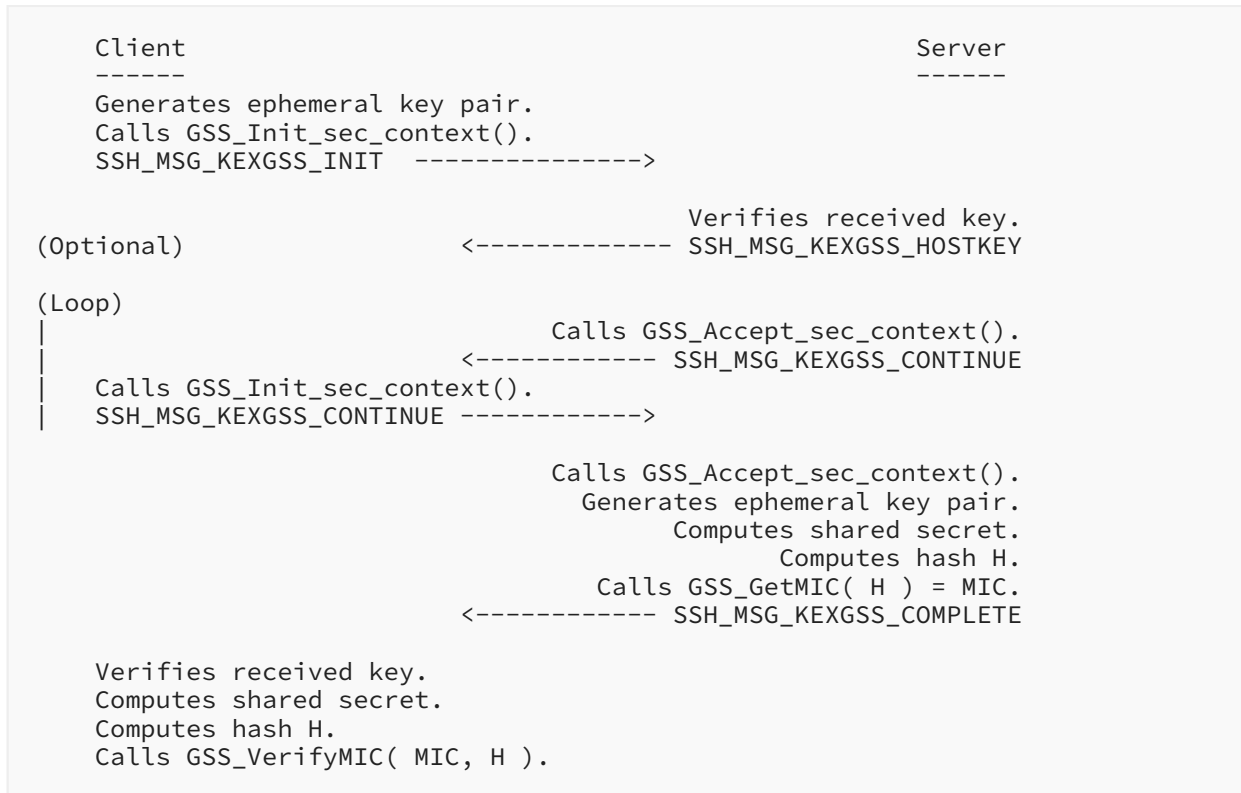 Client                                                Server
------                                                ------
Generates ephemeral key pair.
Calls GSS_Init_sec_context().
SSH_MSG_KEXGSS_INIT  --------------->
Verifies received key.
(Optional)                  <------------- SSH_MSG_KEXGSS_HOSTKEY
(Loop)
|                                 Calls GSS_Accept_sec_context().
|                           <------------ SSH_MSG_KEXGSS_CONTINUE
|   Calls GSS_Init_sec_context().
|   SSH_MSG_KEXGSS_CONTINUE ------------>
Calls GSS_Accept_sec_context().
Generates ephemeral key pair.
Computes shared secret.
Computes hash H.
Calls GSS_GetMIC( H ) = MIC.
<------------ SSH_MSG_KEXGSS_COMPLETE
Verifies received key.
Computes shared secret.
Computes hash H.
Calls GSS_VerifyMIC( MIC, H ).